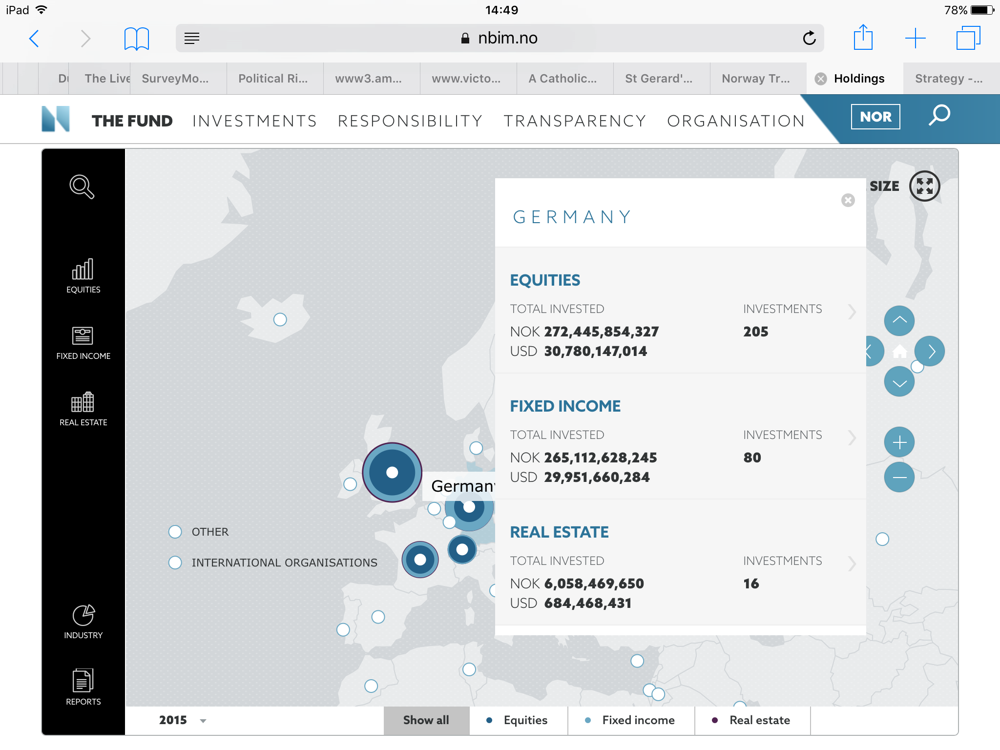 iPad 14:49 78%
nbim.no
The Live SurveyMo... Political Ri... www3.am... www.victo... A Catholic... St Gerard'... Norway Tr... Holdings Strategy -...
THE FUND INVESTMENTS RESPONSIBILITY TRANSPARENCY ORGANISATION NOR
SIZE
EQUITIES
FIXED INCOME
REAL ESTATE
INDUSTRY
REPORTS
GERMANY
EQUITIES
TOTAL INVESTED INVESTMENTS
NOK 272,445,854,327 205
USD 30,780,147,014
FIXED INCOME
TOTAL INVESTED INVESTMENTS
NOK 265,112,628,245 80
USD 29,951,660,284
REAL ESTATE
TOTAL INVESTED INVESTMENTS
NOK 6,058,469,650 16
USD 684,468,431
Germany
OTHER
INTERNATIONAL ORGANISATIONS
2015 Show all Equities Fixed income Real estate